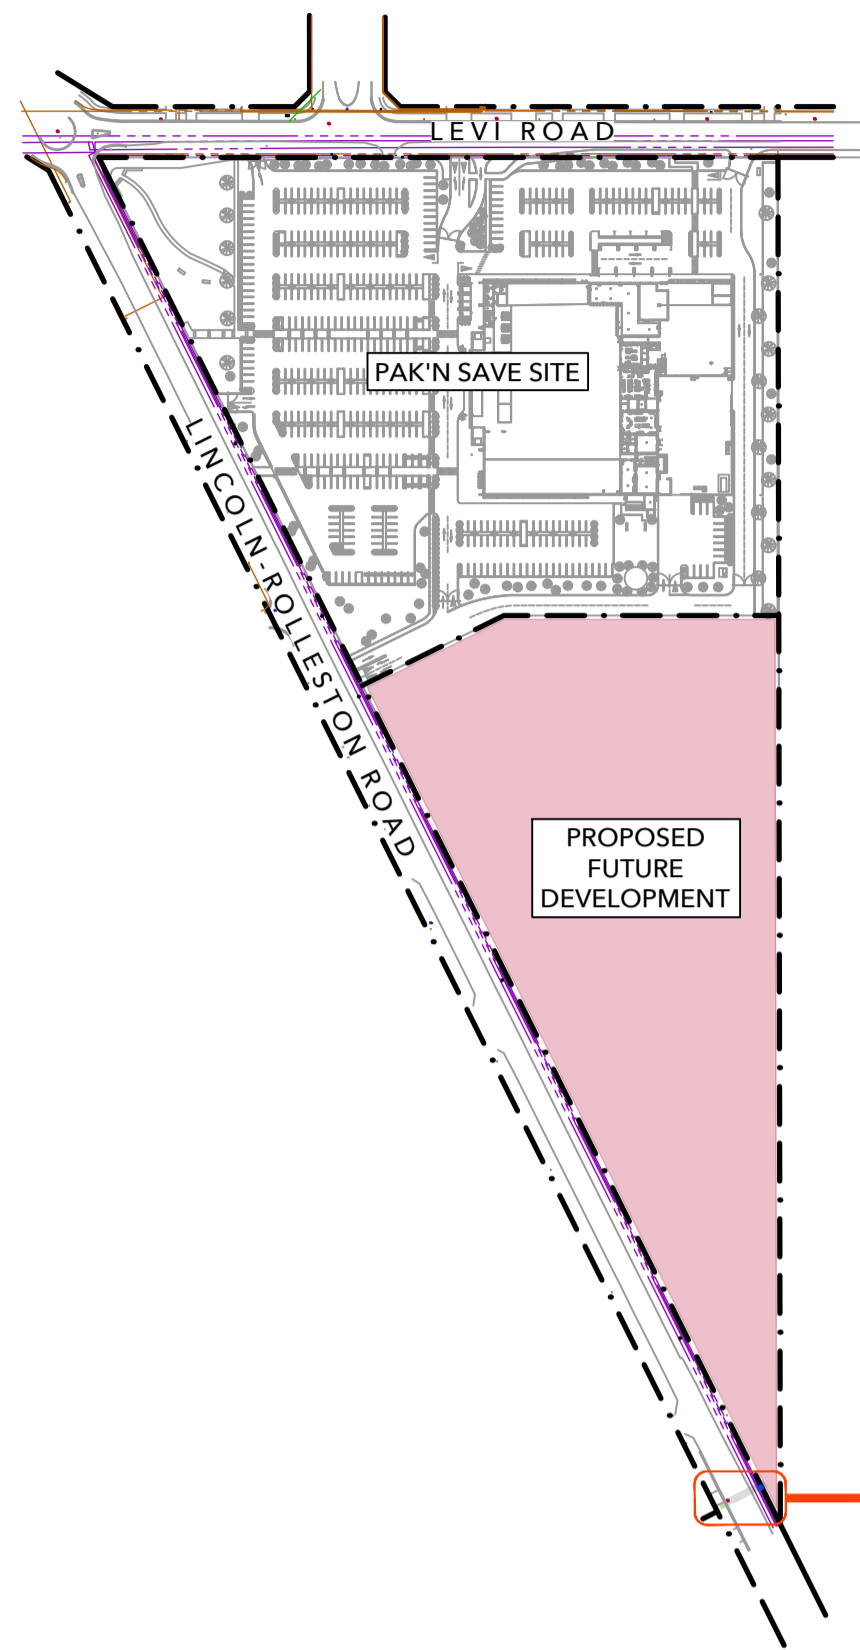 LEVI ROAD
PAK'N SAVE SITE
LINCOLN-ROLLESTON ROAD
PROPOSED
FUTURE
DEVELOPMENT